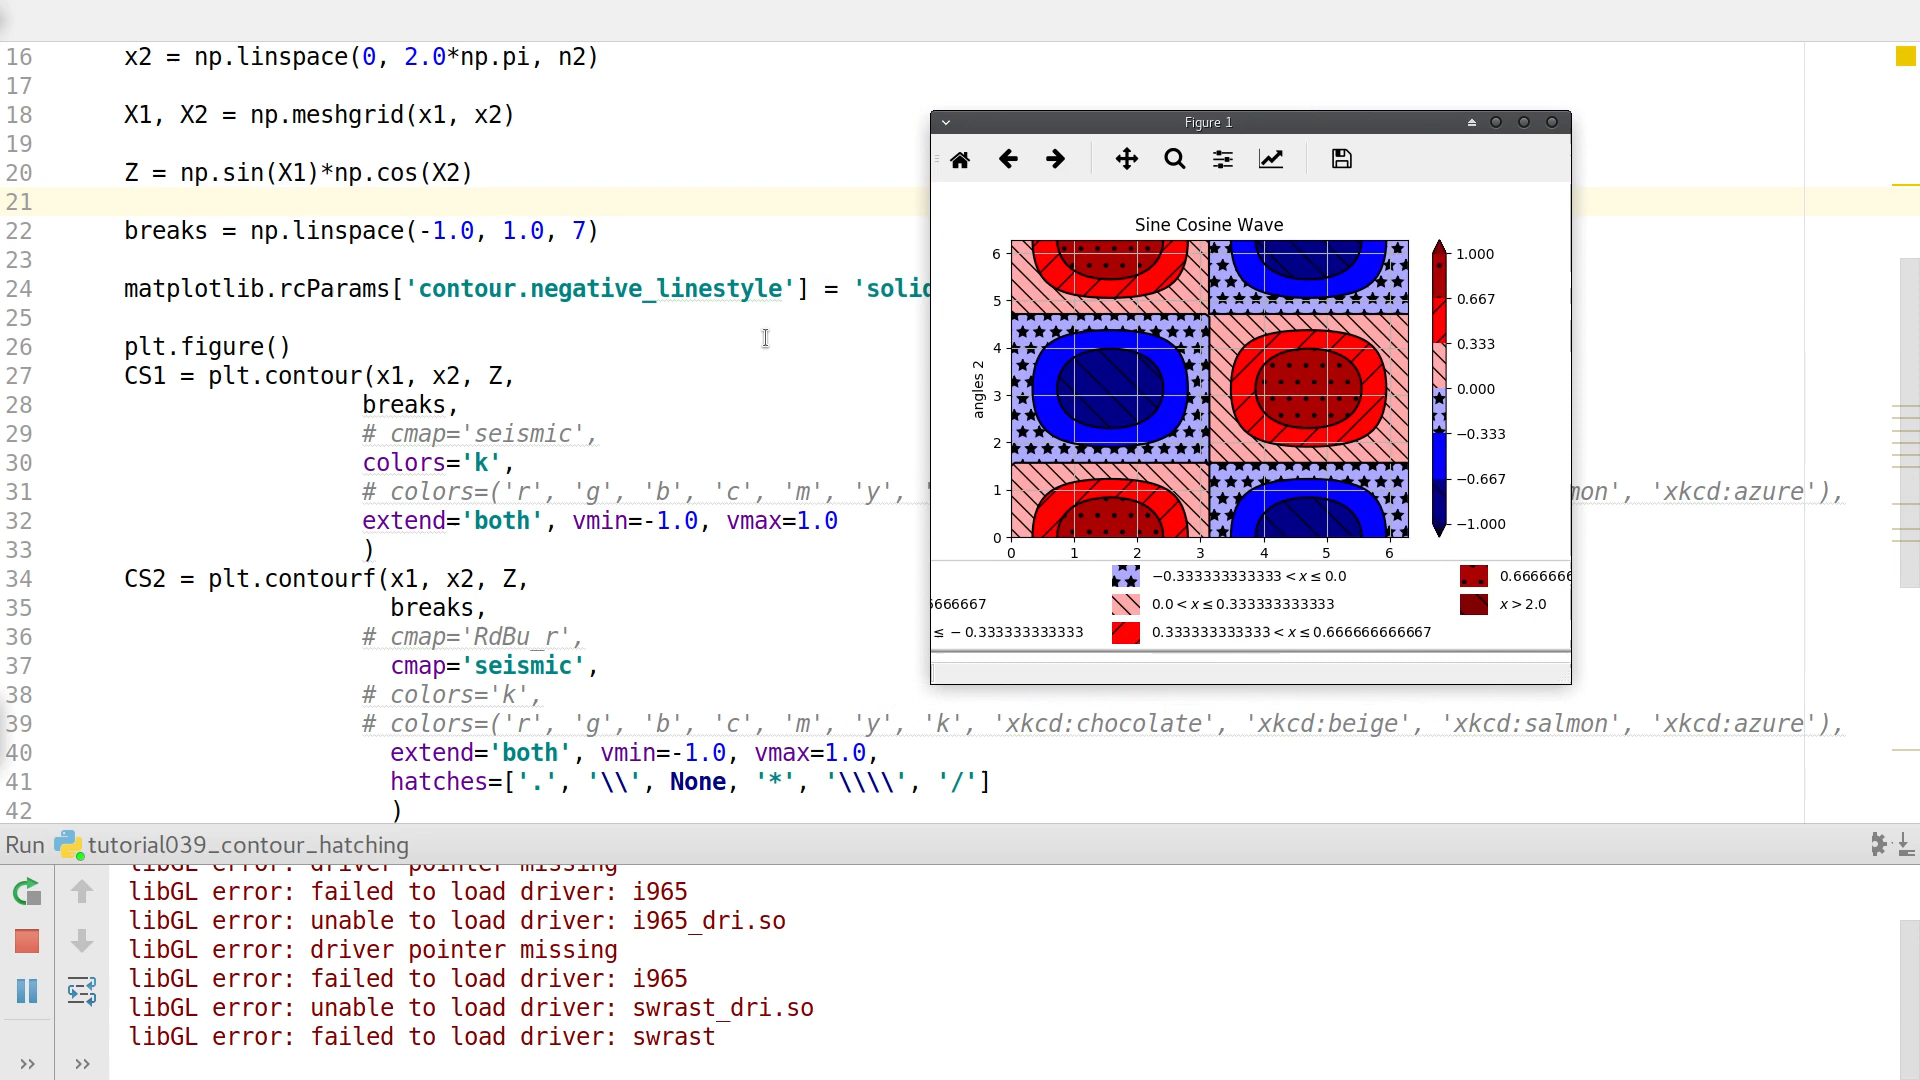 16 x2 = np.linspace(0, 2.0*np.pi, n2)
17
18 X1, X2 = np.meshgrid(x1, x2)
19
20 Z = np.sin(X1)*np.cos(X2)
21
22 breaks = np.linspace(-1.0, 1.0, 7)
23
24 matplotlib.rcParams['contour.negative_linestyle'] = 'solid
25
26 plt.figure()
27 CS1 = plt.contour(x1, x2, Z,
28 breaks,
29 # cmap='seismic',
30 colors='k',
31 # colors=('r', 'g', 'b', 'c', 'm', 'y', ' mon', 'xkcd:azure'),
32 extend='both', vmin=-1.0, vmax=1.0
33 )
34 CS2 = plt.contourf(x1, x2, Z,
35 breaks,
36 # cmap='RdBu_r',
37 cmap='seismic',
38 # colors='k',
39 # colors=('r', 'g', 'b', 'c', 'm', 'y', 'k', 'xkcd:chocolate', 'xkcd:beige', 'xkcd:salmon', 'xkcd:azure'),
40 extend='both', vmin=-1.0, vmax=1.0,
41 hatches=['.', '\\', None, '*', '\\\\', '/']
42 )
Figure 1
Sine Cosine Wave
angles 2
6
5
4
3
2
1
0
0 1 2 3 4 5 6
1.000
0.667
0.333
0.000
−0.333
−0.667
−1.000
−0.333333333333 < x ≤ 0.0 0.6666666
6666667 0.0 < x ≤ 0.333333333333 x > 2.0
≤ −0.333333333333 0.333333333333 < x ≤ 0.666666666667
Run tutorial039_contour_hatching
libGL error: driver pointer missing
libGL error: failed to load driver: i965
libGL error: unable to load driver: i965_dri.so
libGL error: driver pointer missing
libGL error: failed to load driver: i965
libGL error: unable to load driver: swrast_dri.so
libGL error: failed to load driver: swrast